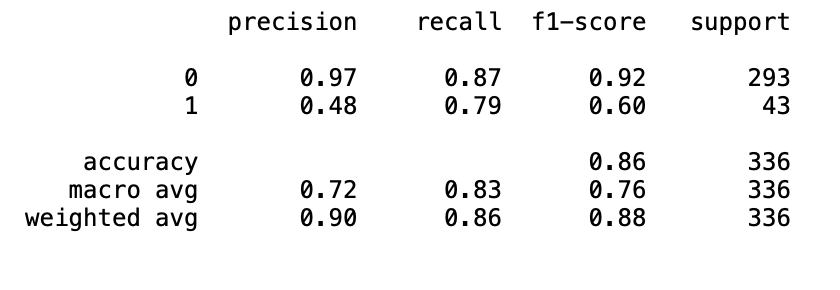 precision recall f1-score support
0 0.97 0.87 0.92 293
1 0.48 0.79 0.60 43
accuracy 0.86 336
macro avg 0.72 0.83 0.76 336
weighted avg 0.90 0.86 0.88 336